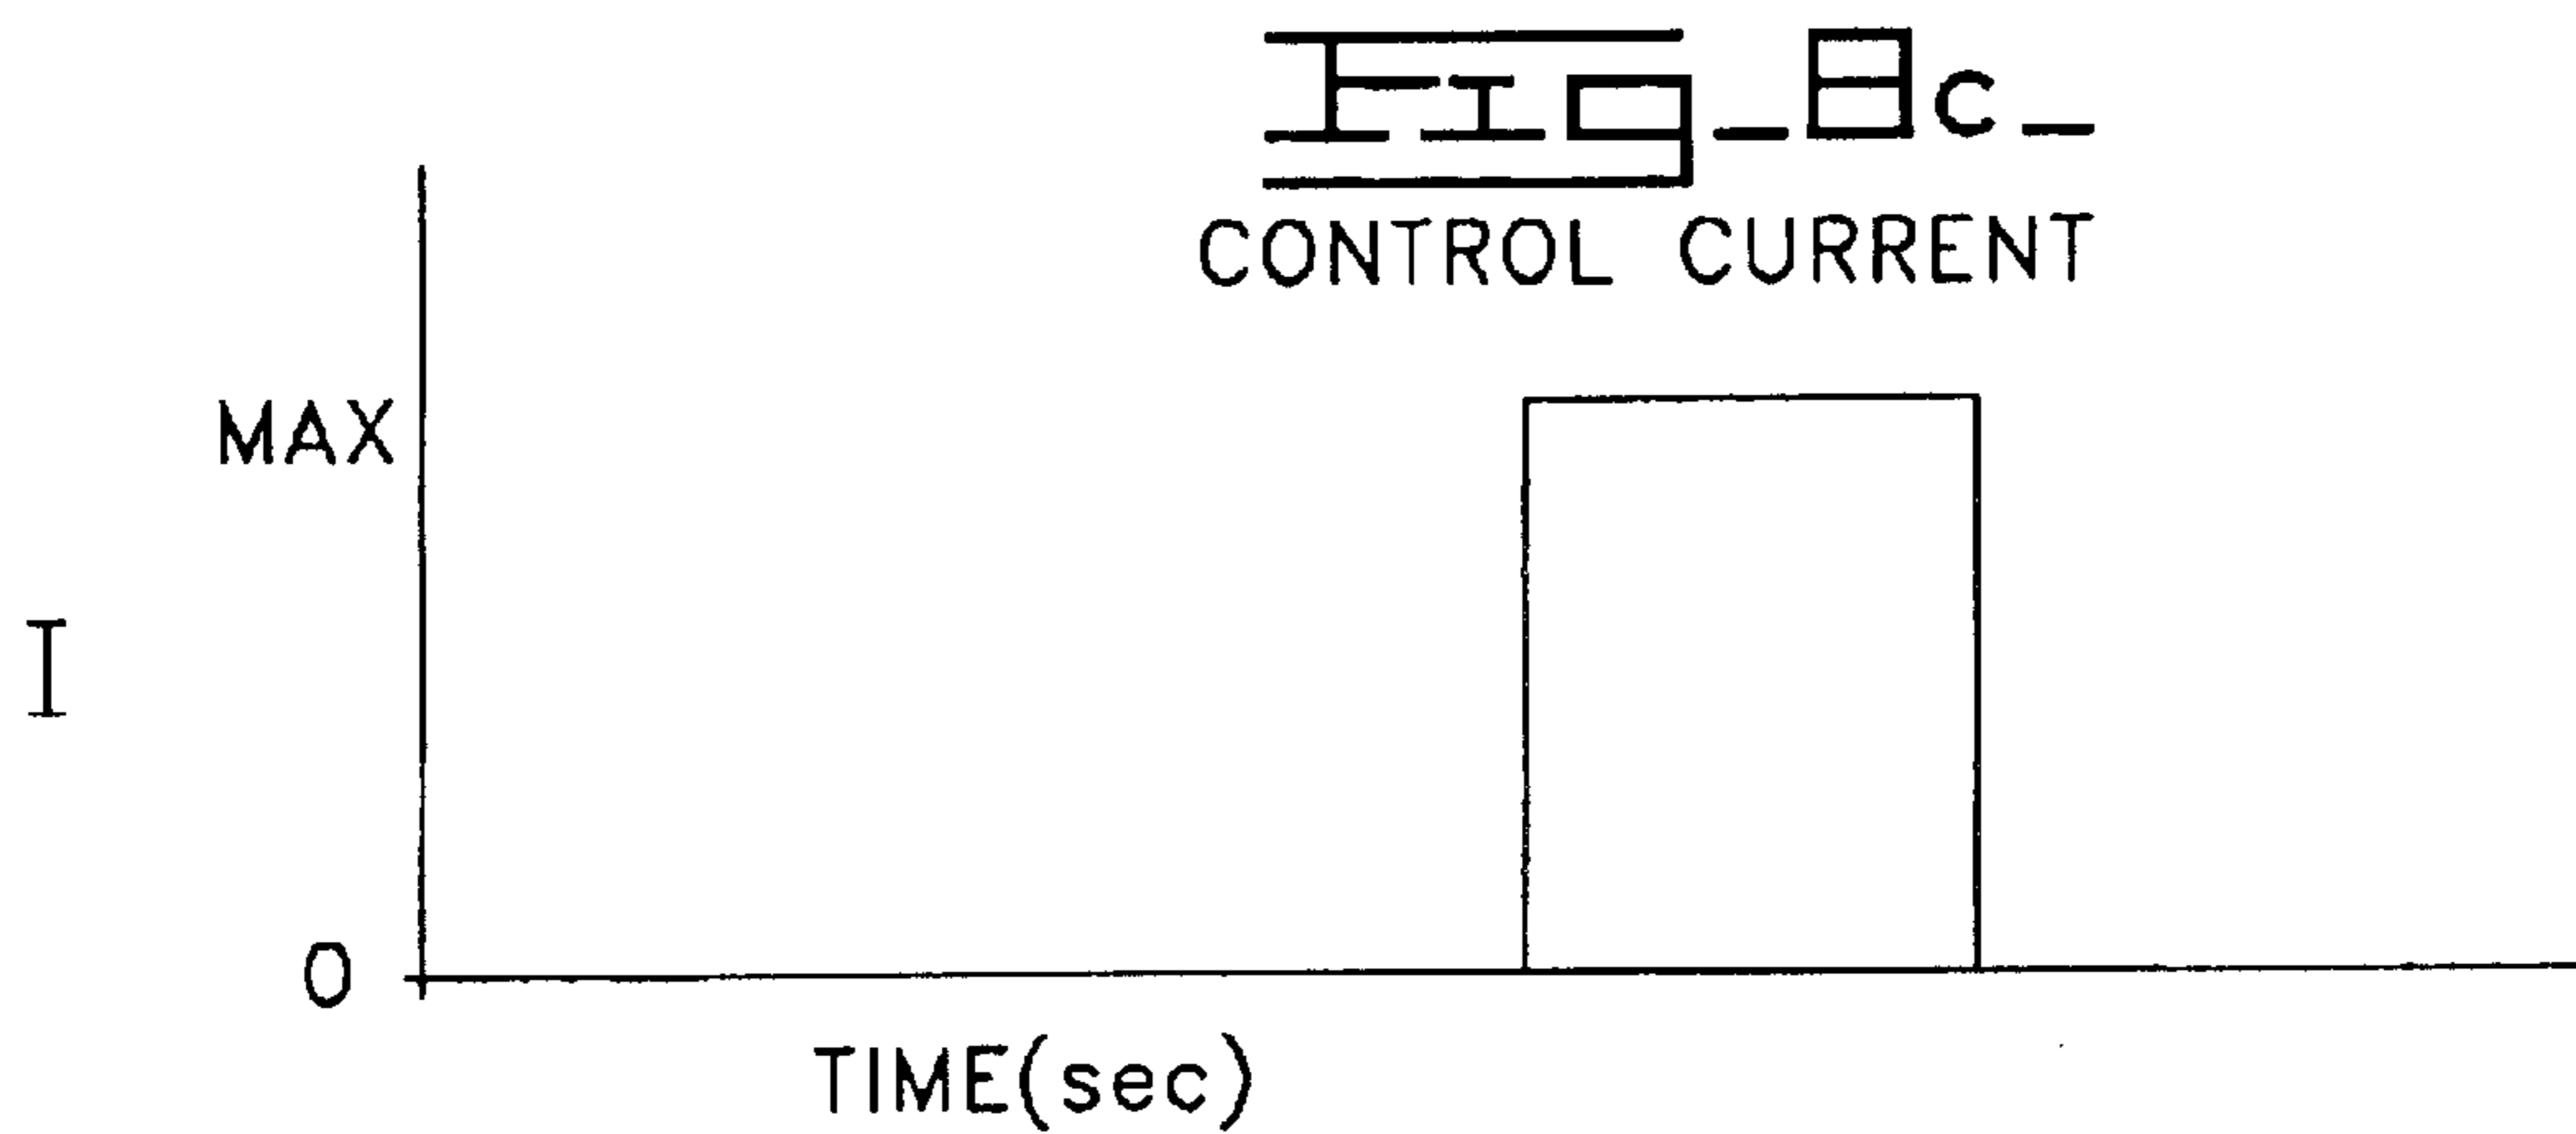 Fig_8c_
CONTROL CURRENT
MAX
I
0
TIME(sec)